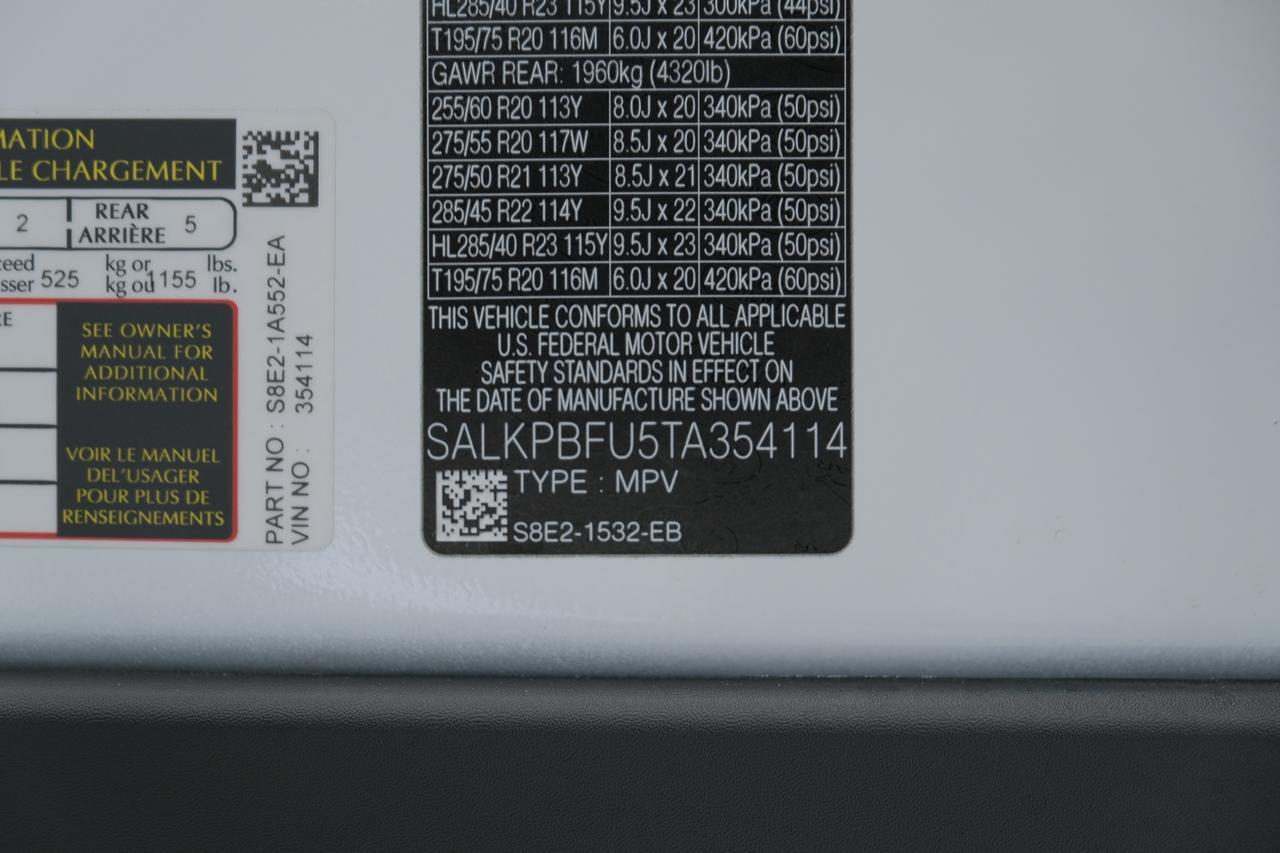 MATION
LE CHARGEMENT
2 REAR ARRIÈRE 5
ceed
sser 525 kg or kg ou 1155 lbs. lb.
RE
SEE OWNER'S
MANUAL FOR
ADDITIONAL
INFORMATION
VOIR LE MANUEL
DEL'USAGER
POUR PLUS DE
RENSEIGNEMENTS
PART NO : S8E2-1A552-EA
VIN NO : 354114
HL285/40 R23 115Y 9.5J x 23 300kPa (44psi)
T195/75 R20 116M 6.0J x 20 420kPa (60psi)
GAWR REAR: 1960kg (4320lb)
255/60 R20 113Y 8.0J x 20 340kPa (50psi)
275/55 R20 117W 8.5J x 20 340kPa (50psi)
275/50 R21 113Y 8.5J x 21 340kPa (50psi)
285/45 R22 114Y 9.5J x 22 340kPa (50psi)
HL285/40 R23 115Y 9.5J x 23 340kPa (50psi)
T195/75 R20 116M 6.0J x 20 420kPa (60psi)
THIS VEHICLE CONFORMS TO ALL APPLICABLE
U.S. FEDERAL MOTOR VEHICLE
SAFETY STANDARDS IN EFFECT ON
THE DATE OF MANUFACTURE SHOWN ABOVE
SALKPBFU5TA354114
TYPE : MPV
S8E2-1532-EB